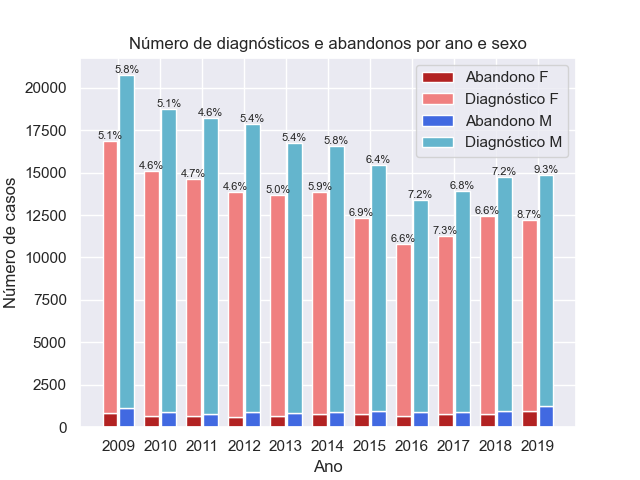 Número de diagnósticos e abandonos por ano e sexo
Número de casos
20000
17500
15000
12500
10000
7500
5000
2500
0
5.1% 5.8% 4.6% 5.1% 4.7% 4.6% 4.6% 5.4% 5.0% 5.4% 5.9% 5.8% 6.9% 6.4% 6.6% 7.2% 7.3% 6.8% 6.6% 7.2% 8.7% 9.3%
Abandono F
Diagnóstico F
Abandono M
Diagnóstico M
2009 2010 2011 2012 2013 2014 2015 2016 2017 2018 2019
Ano